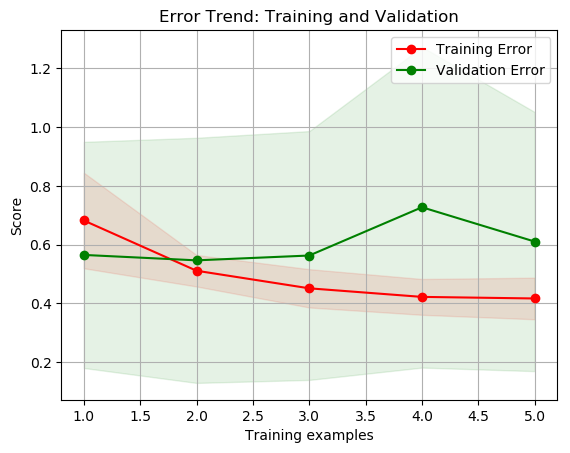 Error Trend: Training and Validation
Training Error
Validation Error
Score
1.2
1.0
0.8
0.6
0.4
0.2
1.0 1.5 2.0 2.5 3.0 3.5 4.0 4.5 5.0
Training examples